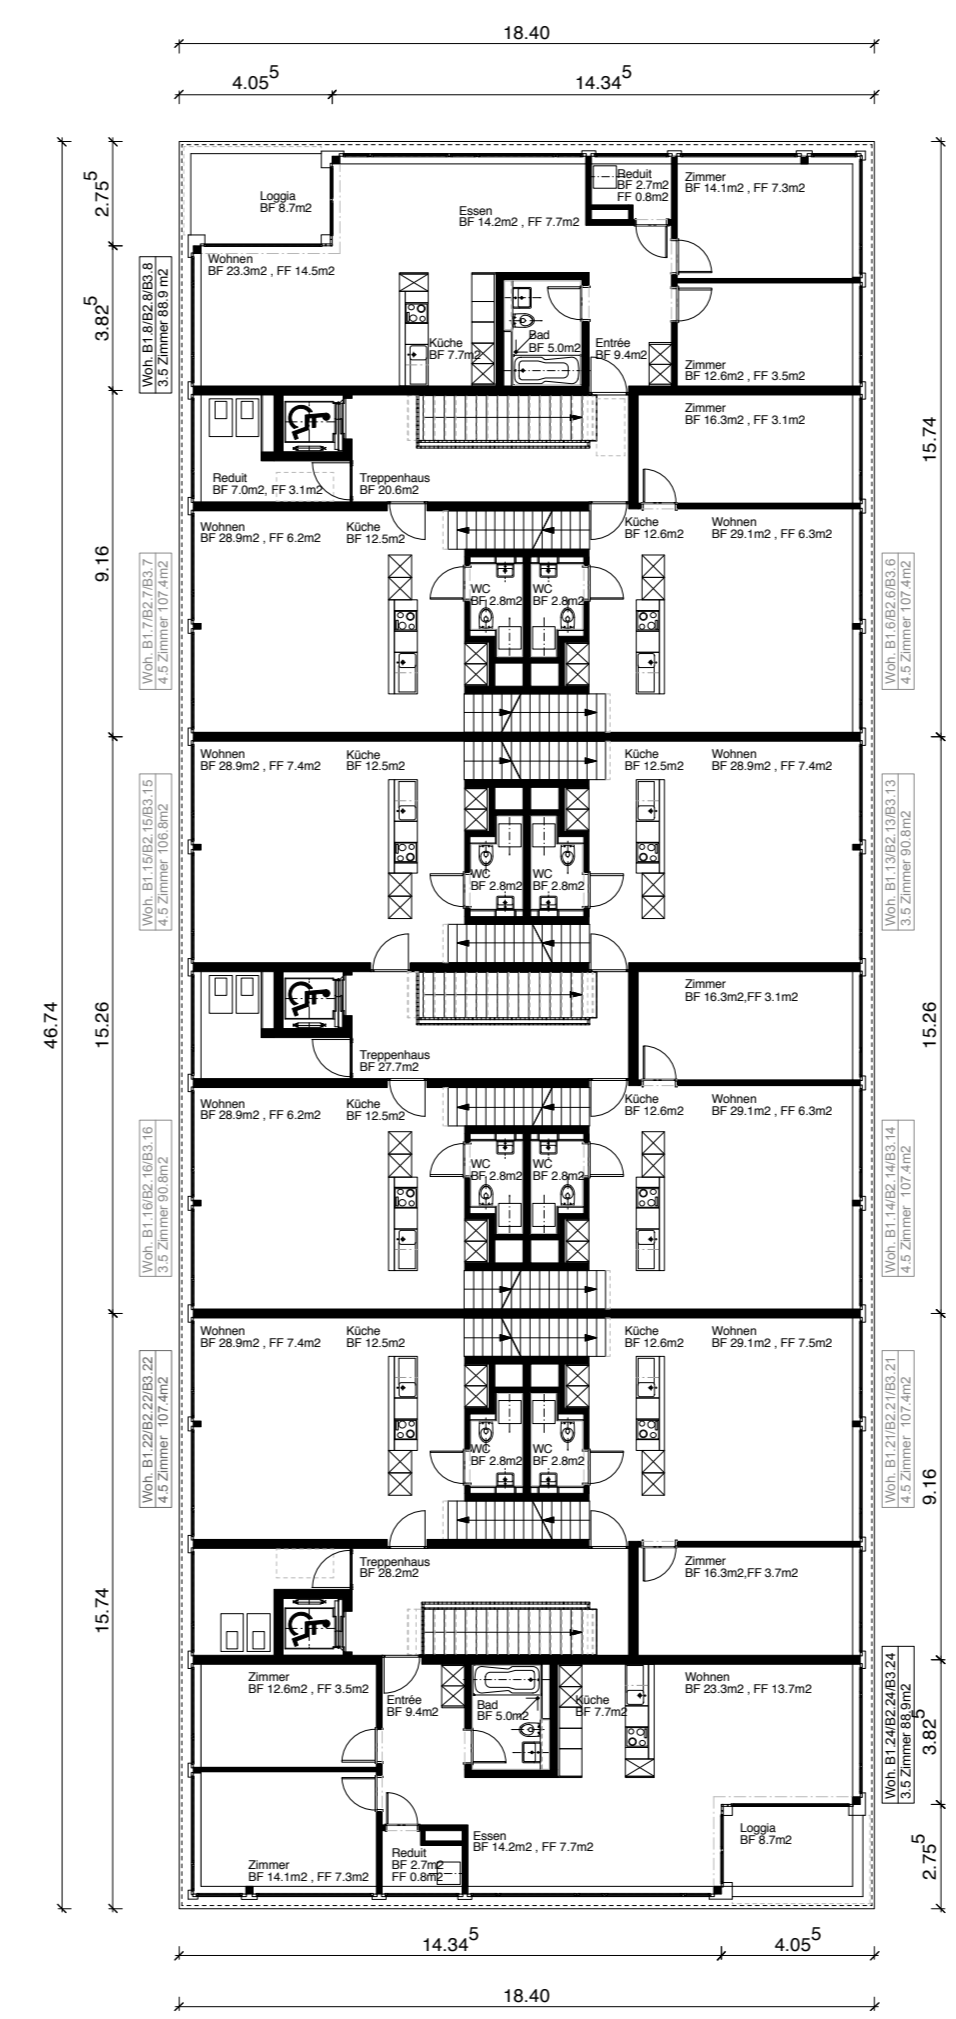 18.40
4.05⁵
14.34⁵
2.75⁵
3.82⁵
9.16
46.74
15.26
15.74
15.74
15.26
9.16
3.82⁵
2.75⁵
Loggia
BF 8.7m2
Essen
BF 14.2m2 , FF 7.7m2
Reduit
BF 2.7m2
FF 0.8m2
Zimmer
BF 14.1m2 , FF 7.3m2
Wohnen
BF 23.3m2 , FF 14.5m2
Woh. B1.8/B2.8/B3.8
3.5 Zimmer 88.9 m2
Küche
BF 7.7m2
Bad
BF 5.0m2
Entrée
BF 9.4m2
Zimmer
BF 12.6m2 , FF 3.5m2
Zimmer
BF 16.3m2 , FF 3.1m2
Reduit
BF 7.0m2, FF 3.1m2
Treppenhaus
BF 20.6m2
Wohnen
BF 28.9m2 , FF 6.2m2
Küche
BF 12.5m2
Küche
BF 12.6m2
Wohnen
BF 29.1m2 , FF 6.3m2
Woh. B1.7/B2.7/B3.7
4.5 Zimmer 107.4m2
WC
BF 2.8m2
WC
BF 2.8m2
Woh. B1.6/B2.6/B3.6
4.5 Zimmer 107.4m2
Wohnen
BF 28.9m2 , FF 7.4m2
Küche
BF 12.5m2
Küche
BF 12.5m2
Wohnen
BF 28.9m2 , FF 7.4m2
Woh. B1.15/B2.15/B3.15
4.5 Zimmer 106.8m2
WC
BF 2.8m2
WC
BF 2.8m2
Woh. B1.13/B2.13/B3.13
3.5 Zimmer 90.8m2
Zimmer
BF 16.3m2,FF 3.1m2
Treppenhaus
BF 27.7m2
Wohnen
BF 28.9m2 , FF 6.2m2
Küche
BF 12.5m2
Küche
BF 12.6m2
Wohnen
BF 29.1m2 , FF 6.3m2
Woh. B1.16/B2.16/B3.16
3.5 Zimmer 90.8m2
WC
BF 2.8m2
WC
BF 2.8m2
Woh. B1.14/B2.14/B3.14
4.5 Zimmer 107.4m2
Wohnen
BF 28.9m2 , FF 7.4m2
Küche
BF 12.5m2
Küche
BF 12.6m2
Wohnen
BF 29.1m2 , FF 7.5m2
Woh. B1.22/B2.22/B3.22
4.5 Zimmer 107.4m2
WC
BF 2.8m2
WC
BF 2.8m2
Woh. B1.21/B2.21/B3.21
4.5 Zimmer 107.4m2
Treppenhaus
BF 28.2m2
Zimmer
BF 16.3m2,FF 3.7m2
Zimmer
BF 12.6m2 , FF 3.5m2
Entrée
BF 9.4m2
Bad
BF 5.0m2
Küche
BF 7.7m2
Wohnen
BF 23.3m2 , FF 13.7m2
Woh. B1.24/B2.24/B3.24
3.5 Zimmer 88.9m2
Zimmer
BF 14.1m2 , FF 7.3m2
Reduit
BF 2.7m2
FF 0.8m2
Essen
BF 14.2m2 , FF 7.7m2
Loggia
BF 8.7m2
14.34⁵
4.05⁵
18.40